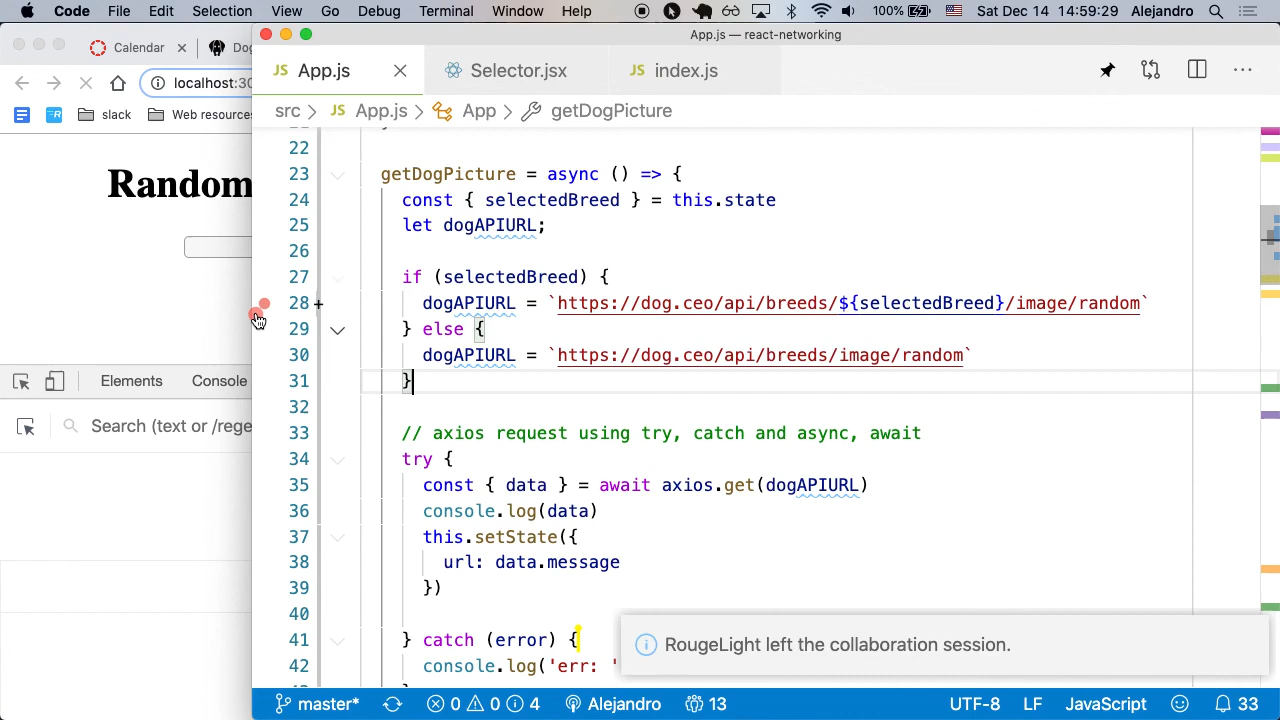 Code File Edit Selection View Go Debug Terminal Window Help 100% Sat Dec 14 14:59:29 Alejandro
Calendar
App.js — react-networking
JS App.js
Selector.jsx
JS index.js
localhost:30
src JS App.js App getDogPicture
slack
Web resource
Random
22
23 getDogPicture = async () => {
24 const { selectedBreed } = this.state
25 let dogAPIURL;
26
27 if (selectedBreed) {
28 + dogAPIURL = `https://dog.ceo/api/breeds/${selectedBreed}/image/random`
29 } else {
30 dogAPIURL = `https://dog.ceo/api/breeds/image/random`
31 }
32
33 // axios request using try, catch and async, await
34 try {
35 const { data } = await axios.get(dogAPIURL)
36 console.log(data)
37 this.setState({
38 url: data.message
39 })
40
41 } catch (error) {
42 console.log('err: '
Elements Console
Search (text or /rege
RougeLight left the collaboration session.
master* 0 0 4 Alejandro 13 UTF-8 LF JavaScript 33